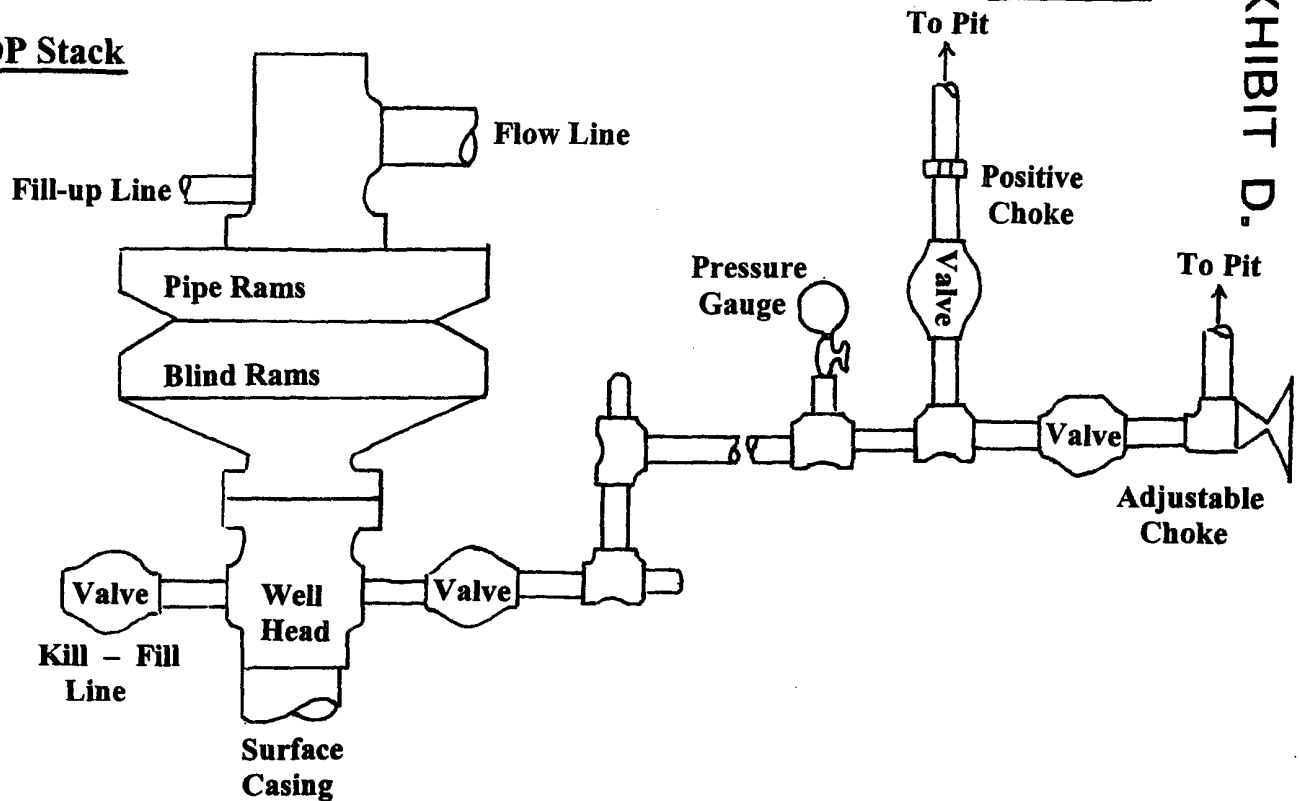 OP Stack
To Pit
XHIBIT D.
Flow Line
Fill-up Line
Positive
Choke
Valve
Pressure
Gauge
To Pit
Pipe Rams
Blind Rams
Valve
Adjustable
Choke
Valve
Well
Head
Valve
Kill – Fill
Line
Surface
Casing